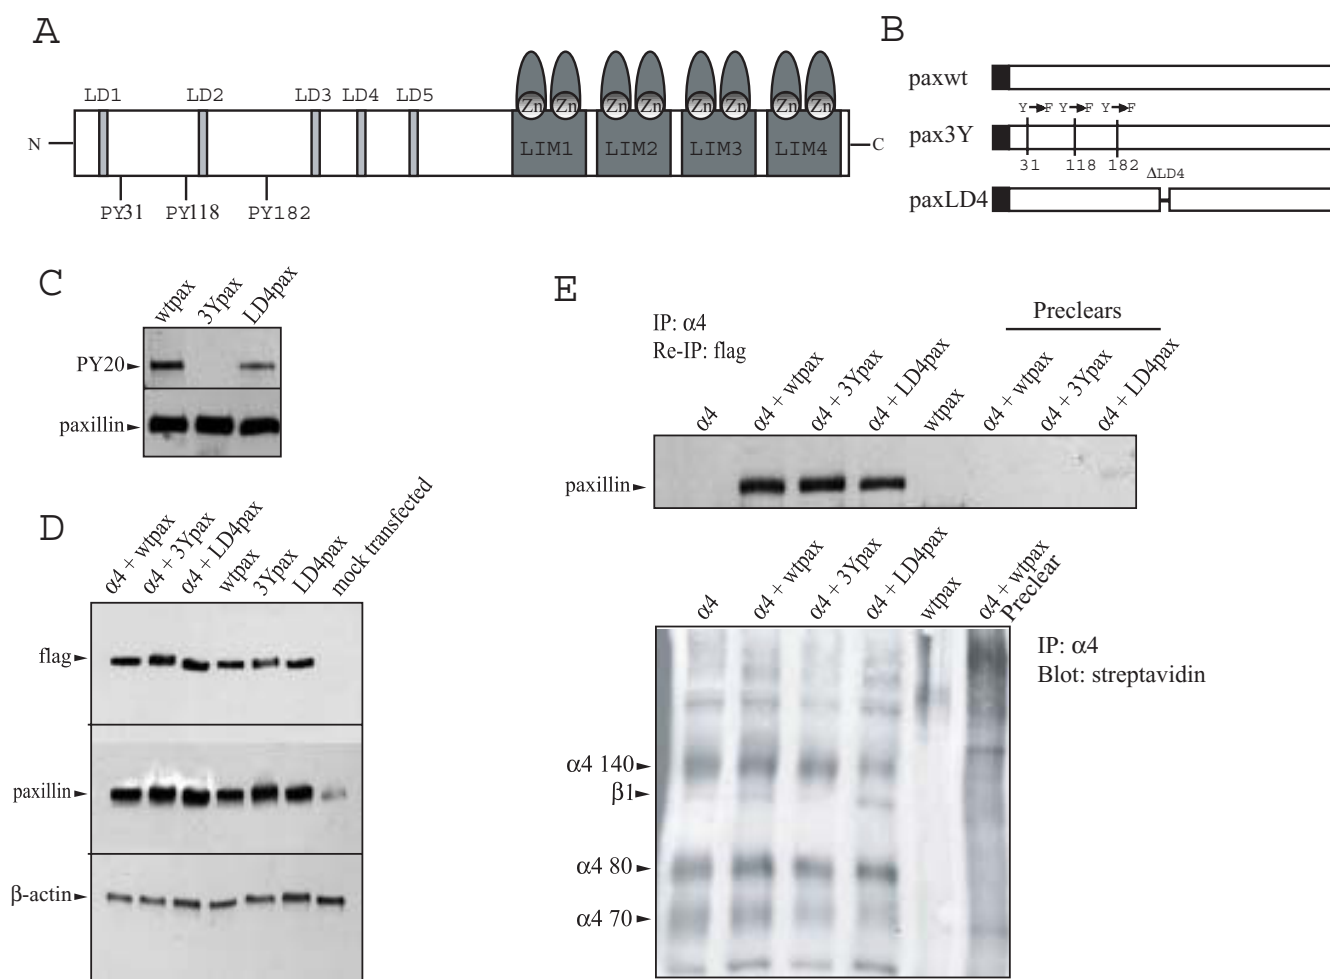 A
LD1 LD2 LD3 LD4 LD5
Zn Zn Zn Zn Zn Zn Zn Zn
N LIM1 LIM2 LIM3 LIM4 C
PY31 PY118 PY182
B
paxwt
Y F Y F Y F
pax3Y
31 118 182
ΔLD4
paxLD4
C
wtpax 3Ypax LD4pax
PY20
paxillin
D
α4 + wtpax α4 + 3Ypax α4 + LD4pax wtpax 3Ypax LD4pax mock transfected
flag
paxillin
β-actin
E
IP: α4
Re-IP: flag
Preclears
α4 α4 + wtpax α4 + 3Ypax α4 + LD4pax wtpax α4 + wtpax α4 + 3Ypax α4 + LD4pax
paxillin
α4 α4 + wtpax α4 + 3Ypax α4 + LD4pax wtpax α4 + wtpax
Preclear
IP: α4
Blot: streptavidin
α4 140
β1
α4 80
α4 70